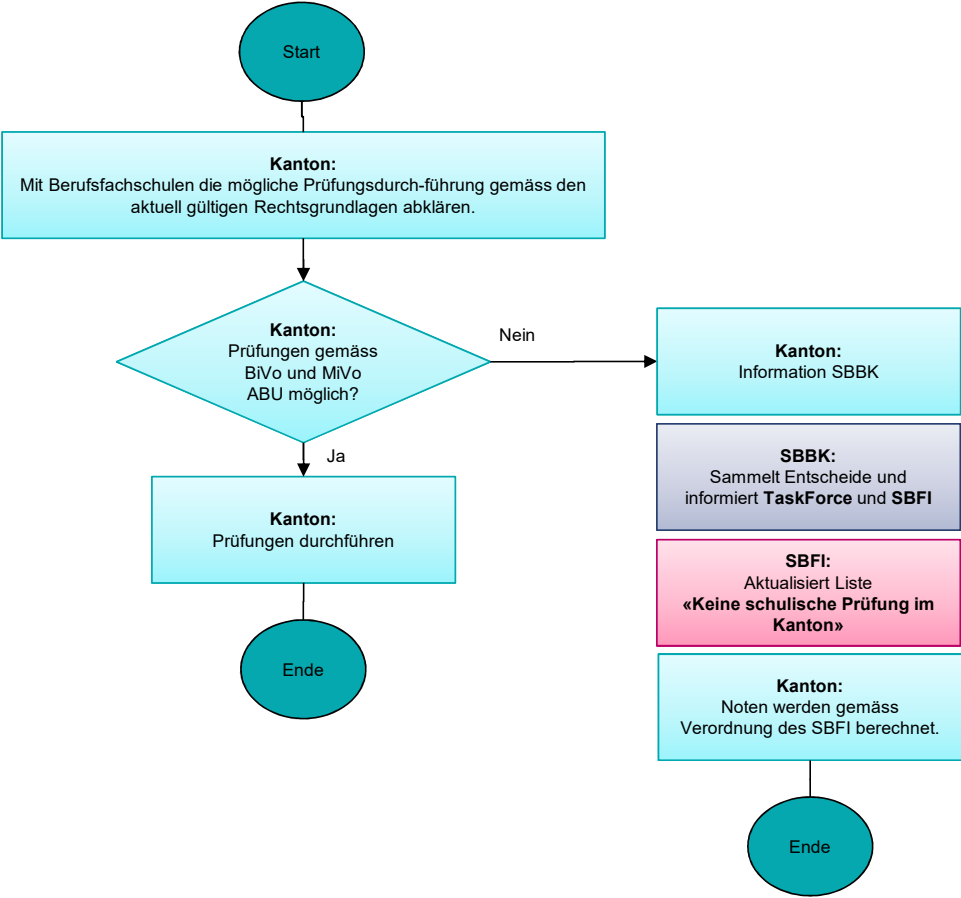 Start
Kanton:
Mit Berufsfachschulen die mögliche Prüfungsdurch-führung gemäss den
aktuell gültigen Rechtsgrundlagen abklären.
Kanton:
Prüfungen gemäss
BiVo und MiVo
ABU möglich?
Nein
Ja
Kanton:
Prüfungen durchführen
Ende
Kanton:
Information SBBK
SBBK:
Sammelt Entscheide und
informiert TaskForce und SBFI
SBFI:
Aktualisiert Liste
«Keine schulische Prüfung im
Kanton»
Kanton:
Noten werden gemäss
Verordnung des SBFI berechnet.
Ende